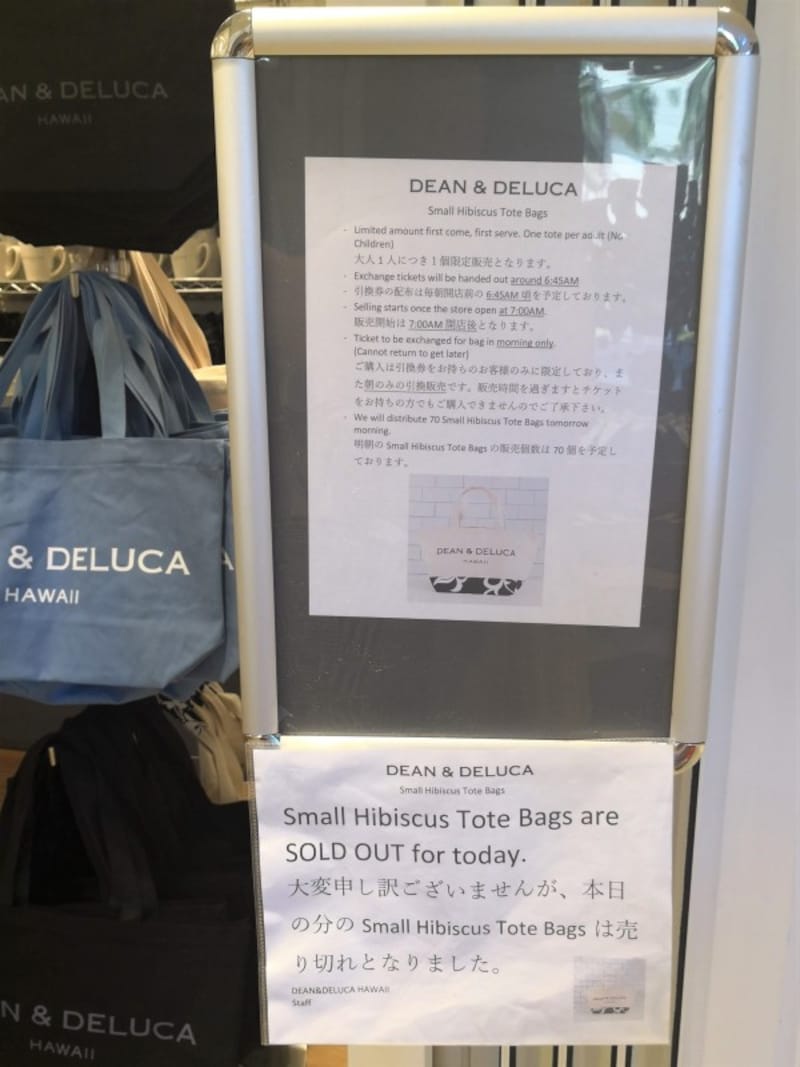 AN & DELUCA
HAWAII
DEAN & DELUCA
Small Hibiscus Tote Bags
- Limited amount first come, first serve. One tote per adult (No
Children)
大人1人につき1個限定販売となります。
- Exchange tickets will be handed out around 6:45AM
- 引換券の配布は毎朝開店前の 6:45AM 頃を予定しております。
- Selling starts once the store open at 7:00AM.
販売開始は 7:00AM 開店後となります。
- Ticket to be exchanged for bag in morning only.
(Cannot return to get later)
ご購入は引換券をお持ちのお客様のみに限定しており、ま
た朝のみの引換販売です。販売時間を過ぎますとチケット
をお持ちの方でもご購入できませんのでご了承下さい。
- We will distribute 70 Small Hibiscus Tote Bags tomorrow
morning.
明朝の Small Hibiscus Tote Bags の販売個数は 70 個を予定し
ております。
DEAN & DELUCA
HAWAII
& DELUCA
HAWAII
DEAN & DELUCA
Small Hibiscus Tote Bags
Small Hibiscus Tote Bags are
SOLD OUT for today.
大変申し訳ございませんが、本日
の分の Small Hibiscus Tote Bags は売
り切れとなりました。
DEAN&DELUCA HAWAII
Staff
N & DELUCA
HAWAII